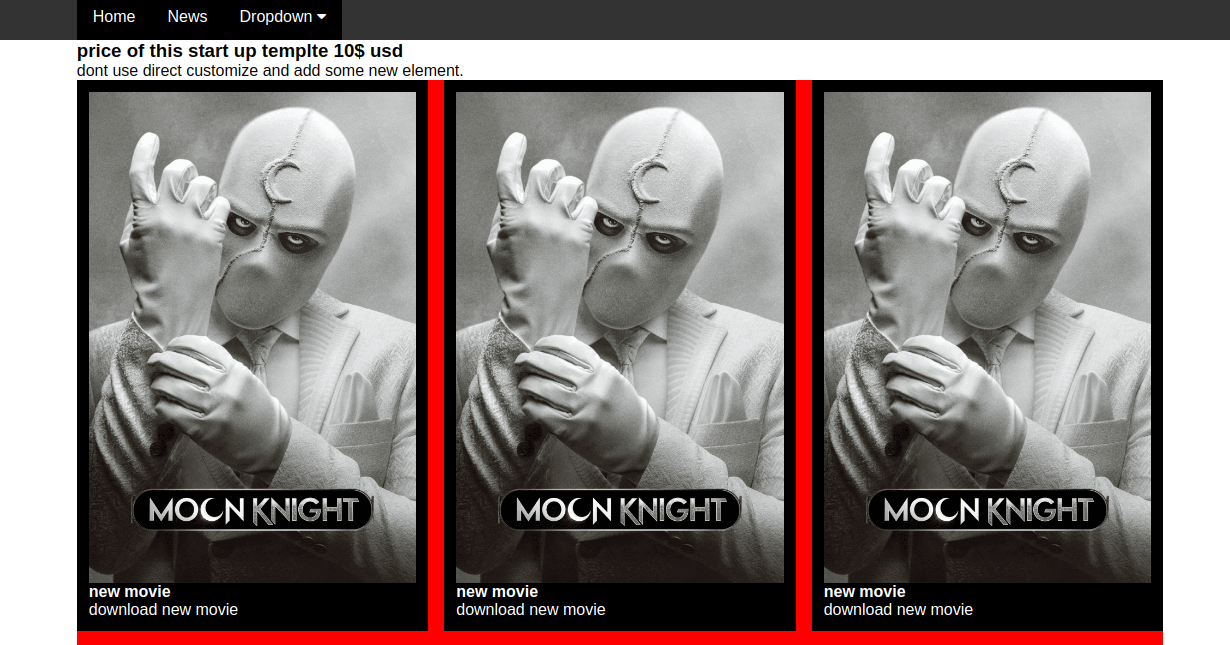 Home News Dropdown
price of this start up templte 10$ usd
dont use direct customize and add some new element.
MOON KNIGHT MOON KNIGHT MOON KNIGHT
new movie new movie new movie
download new movie download new movie download new movie